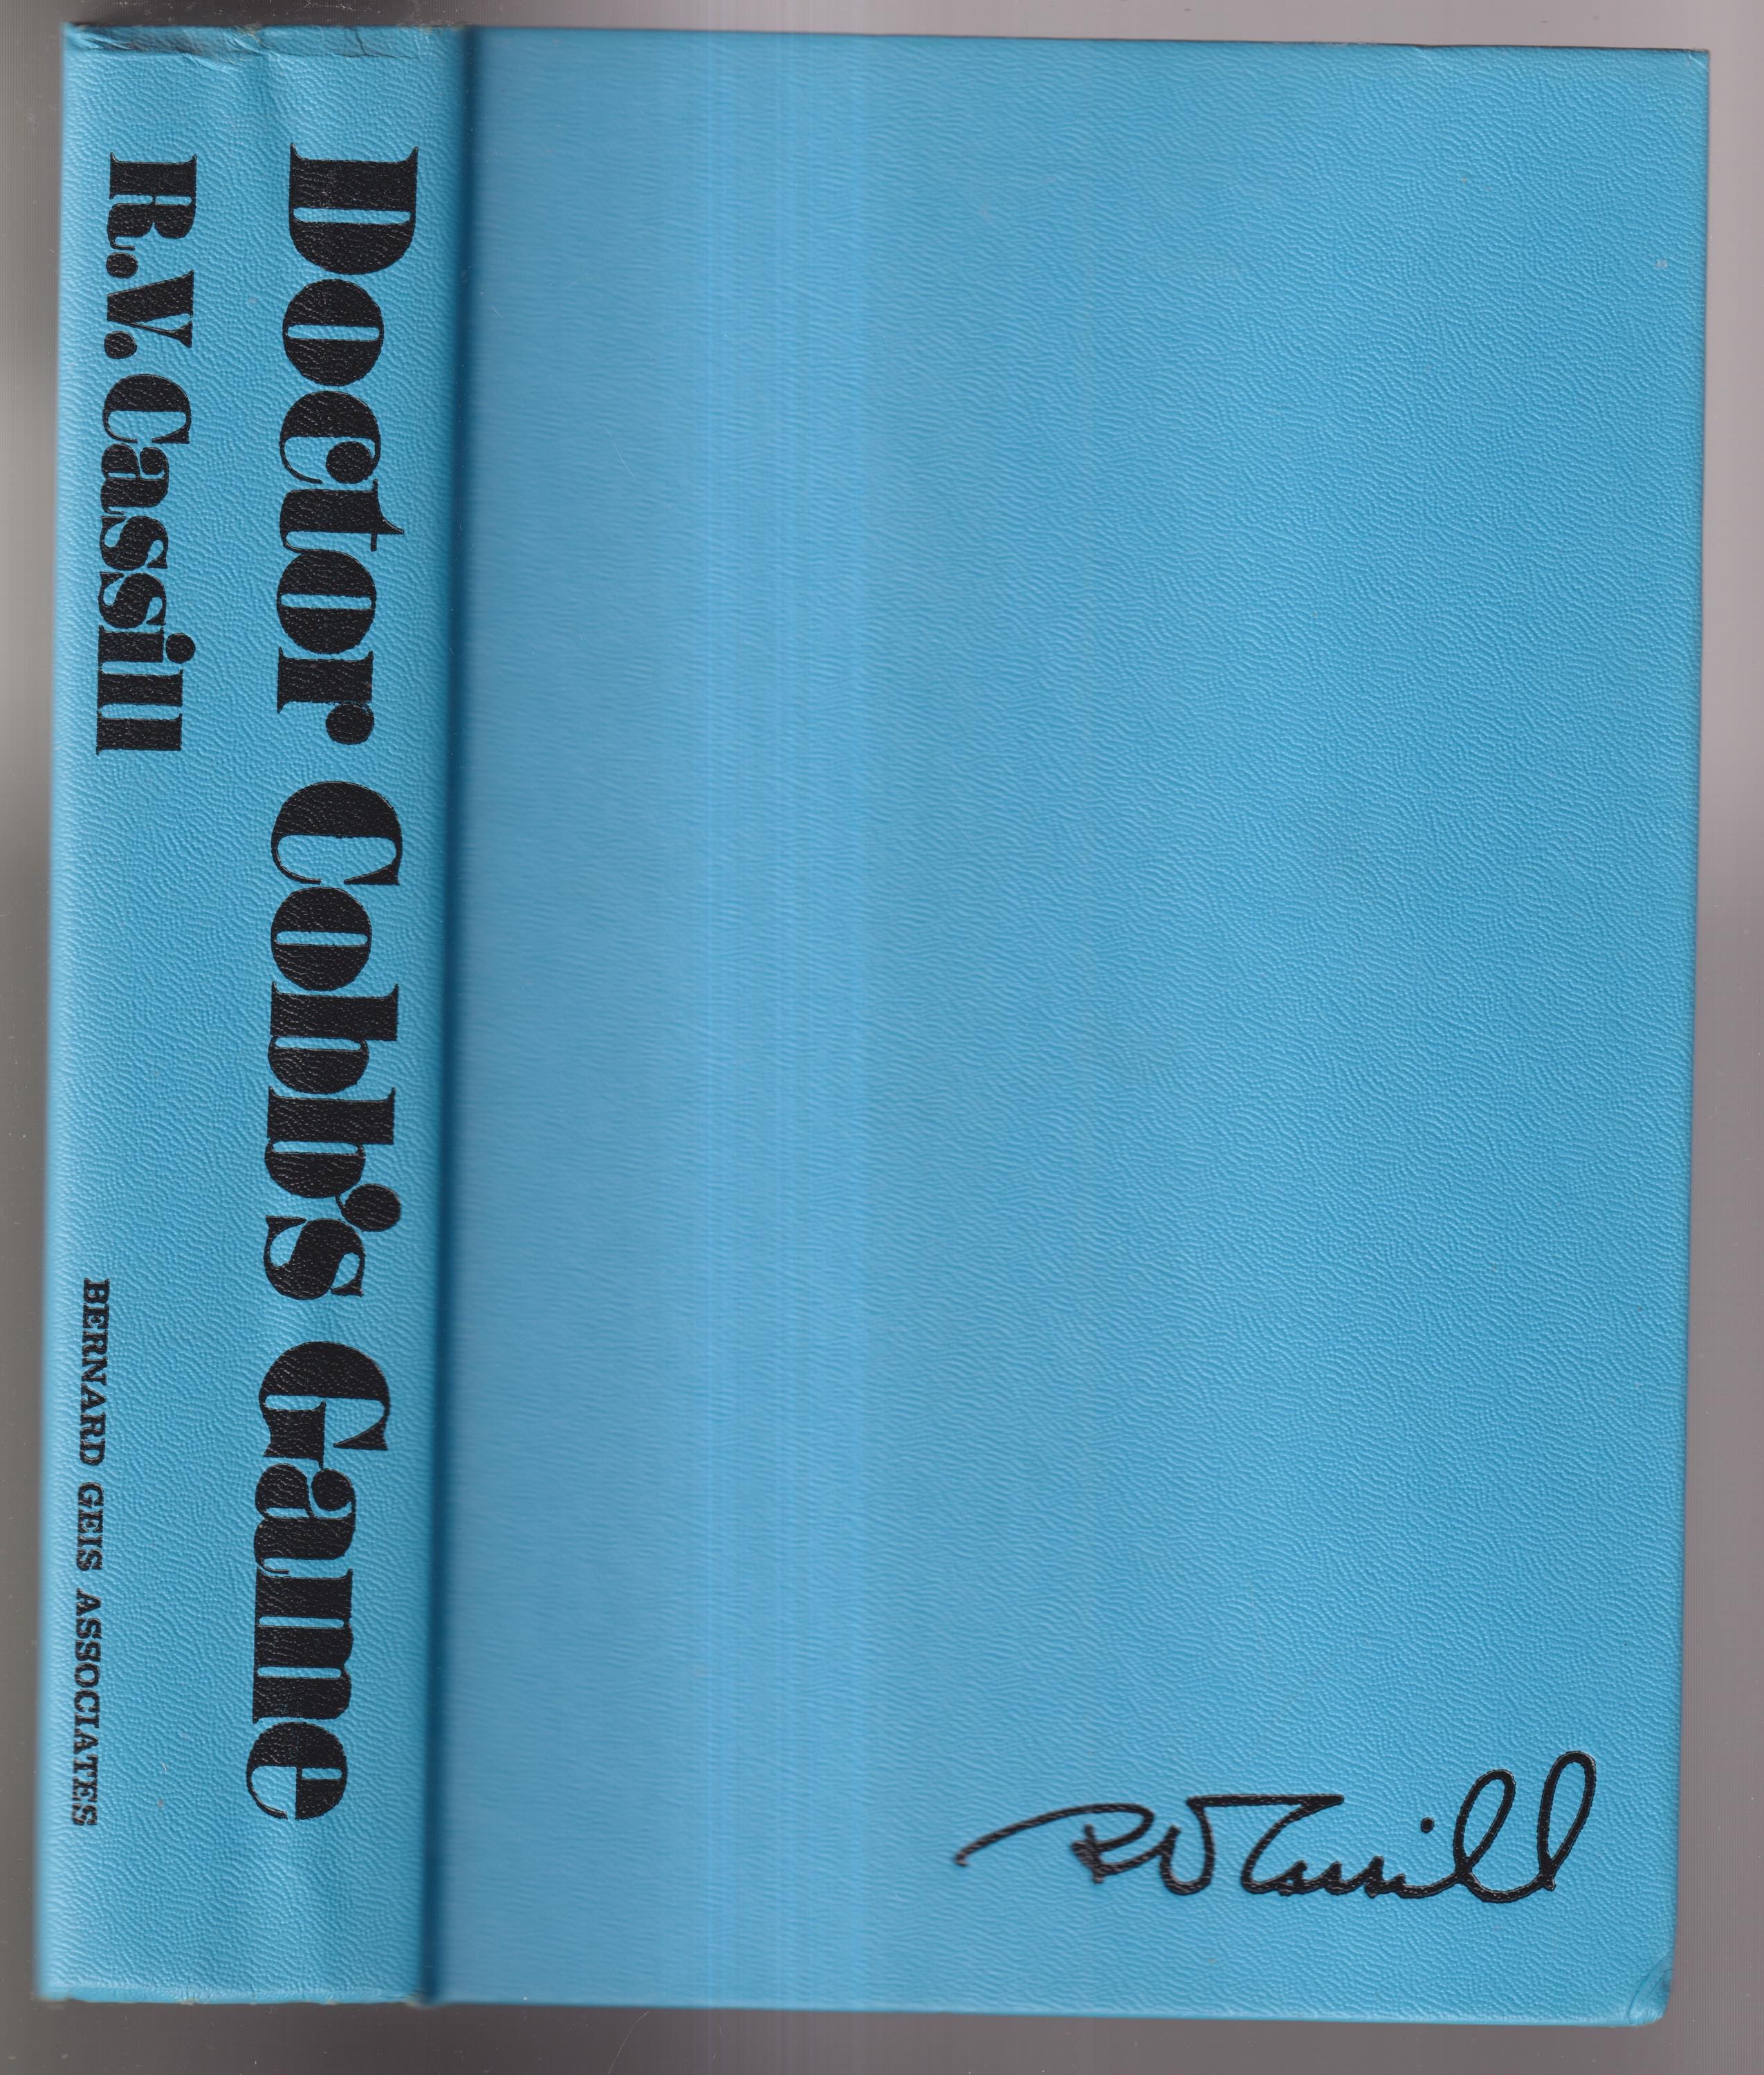 Doctor Cobb's Game
R.V. Cassill
BERNARD GEIS ASSOCIATES
RVCassill